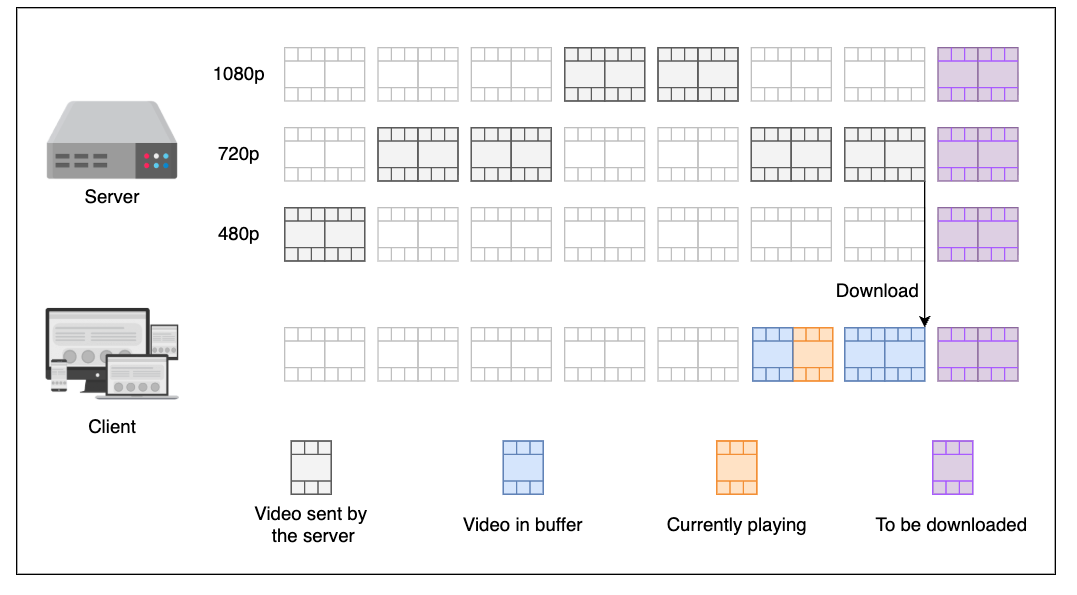 1080p
720p
Server
480p
Download
Client
Video sent by
the server
Video in buffer
Currently playing
To be downloaded